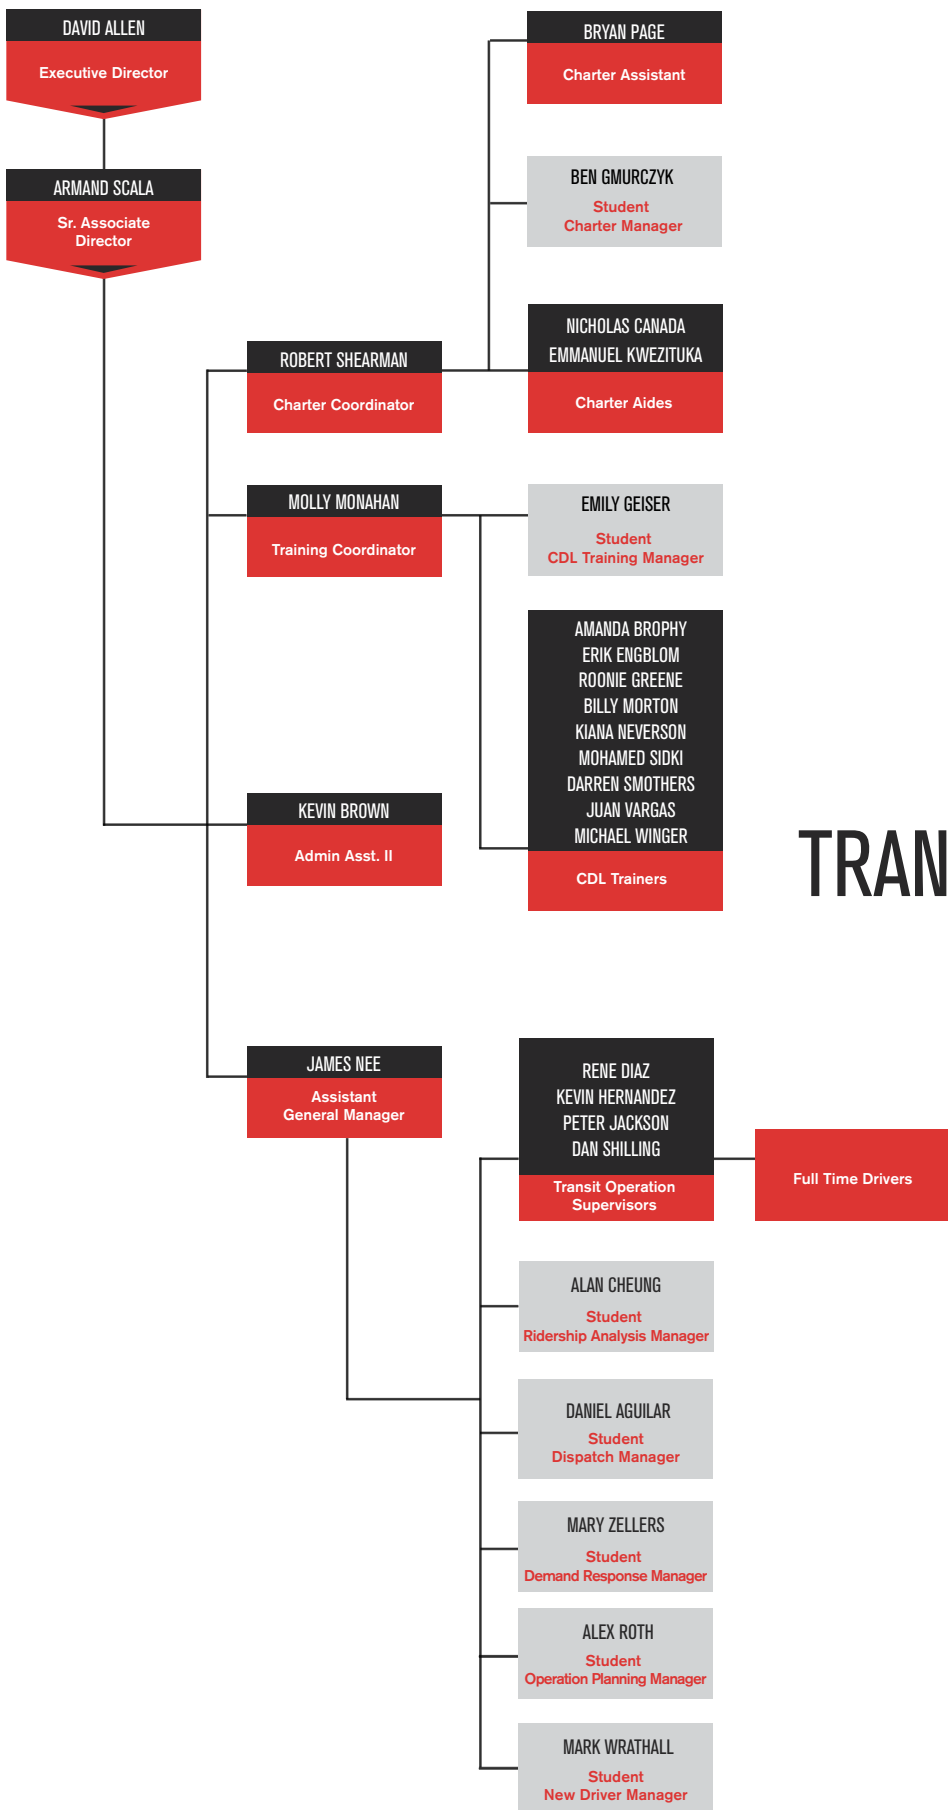 DAVID ALLEN
Executive Director
ARMAND SCALA
Sr. Associate
Director
BRYAN PAGE
Charter Assistant
BEN GMURCZYK
Student
Charter Manager
ROBERT SHEARMAN
Charter Coordinator
NICHOLAS CANADA
EMMANUEL KWEZITUKA
Charter Aides
MOLLY MONAHAN
Training Coordinator
EMILY GEISER
Student
CDL Training Manager
AMANDA BROPHY
ERIK ENGBLOM
ROONIE GREENE
BILLY MORTON
KIANA NEVERSON
MOHAMED SIDKI
DARREN SMOTHERS
JUAN VARGAS
MICHAEL WINGER
CDL Trainers
KEVIN BROWN
Admin Asst. II
TRAN
JAMES NEE
Assistant
General Manager
RENE DIAZ
KEVIN HERNANDEZ
PETER JACKSON
DAN SHILLING
Transit Operation
Supervisors
Full Time Drivers
ALAN CHEUNG
Student
Ridership Analysis Manager
DANIEL AGUILAR
Student
Dispatch Manager
MARY ZELLERS
Student
Demand Response Manager
ALEX ROTH
Student
Operation Planning Manager
MARK WRATHALL
Student
New Driver Manager